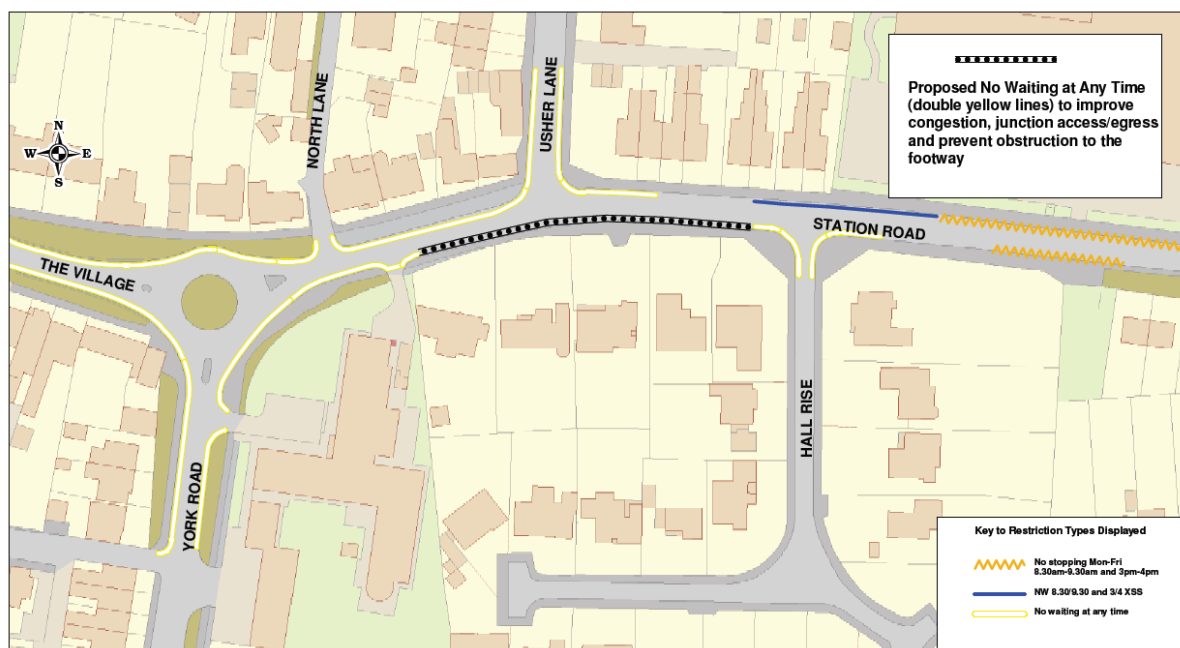 NORTH LANE
USHER LANE
N
W E
S
Proposed No Waiting at Any Time
(double yellow lines) to improve
congestion, junction access/egress
and prevent obstruction to the
footway
STATION ROAD
THE VILLAGE
HALL RISE
YORK ROAD
Key to Restriction Types Displayed
No stopping Mon-Fri
8.30am-9.30am and 3pm-4pm
NW 8.30/9.30 and 3/4 XSS
No waiting at any time